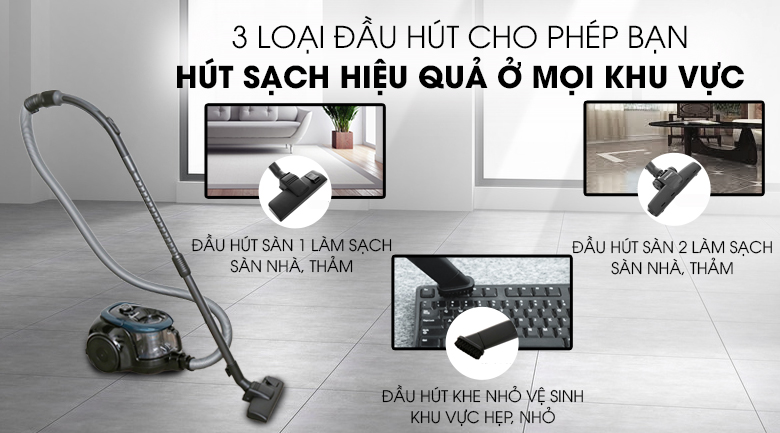 3 LOẠI ĐẦU HÚT CHO PHÉP BẠN
HÚT SẠCH HIỆU QUẢ Ở MỌI KHU VỰC
ĐẦU HÚT SÀN 1 LÀM SẠCH
SÀN NHÀ, THẢM
ĐẦU HÚT SÀN 2 LÀM SẠCH
SÀN NHÀ, THẢM
ĐẦU HÚT KHE NHỎ VỆ SINH
KHU VỰC HẸP, NHỎ